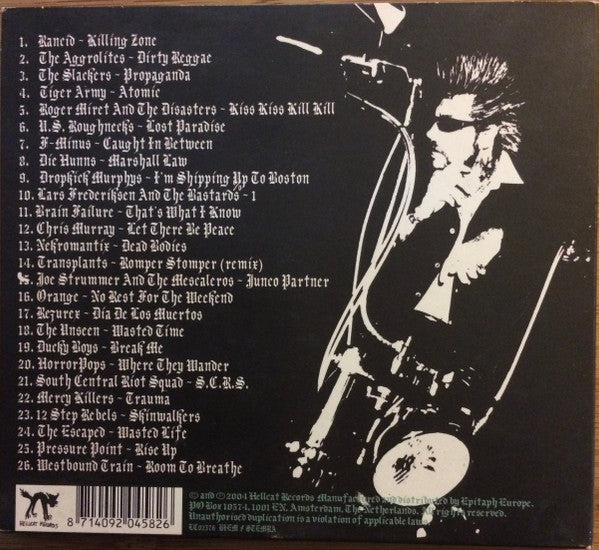 1. Rancid - Killing Zone
2. The Aggrolites - Dirty Reggae
3. The Slackers - Propaganda
4. Tiger Army - Atomic
5. Roger Miret And The Disasters - Kiss Kiss Kill Kill
6. U.S. Roughnecks - Lost Paradise
7. F-Minus - Caught In Between
8. Die Hunns - Marshall Law
9. Dropkick Murphys - I'm Shipping Up To Boston
10. Lars Frederiksen And The Bastards - 1
11. Brain Failure - That's What I Know
12. Chris Murray - Let There Be Peace
13. Nekromantix - Dead Bodies
14. Transplants - Romper Stomper (remix)
15. Joe Strummer And The Mescaleros - Junco Partner
16. Orange - No Rest For The Weekend
17. Rezurex - Día De Los Muertos
18. The Unseen - Wasted Time
19. Ducky Boys - Break Me
20. HorrorPops - Where They Wander
21. South Central Riot Squad - S.C.R.S.
22. Mercy Killers - Trauma
23. 12 Step Rebels - Skinwalkers
24. The Escaped - Wasted Life
25. Pressure Point - Rise Up
26. Westbound Train - Room To Breathe
HELLCAT RECORDS
8 714092 045826
© and ℗ 2004 Hellcat Records Manufactured and distributed by Epitaph Europe.
PO Box 10574, 1001 EN, Amsterdam, The Netherlands. All rights reserved.
Unauthorised duplication is a violation of applicable laws.
BIEM / STEMRA